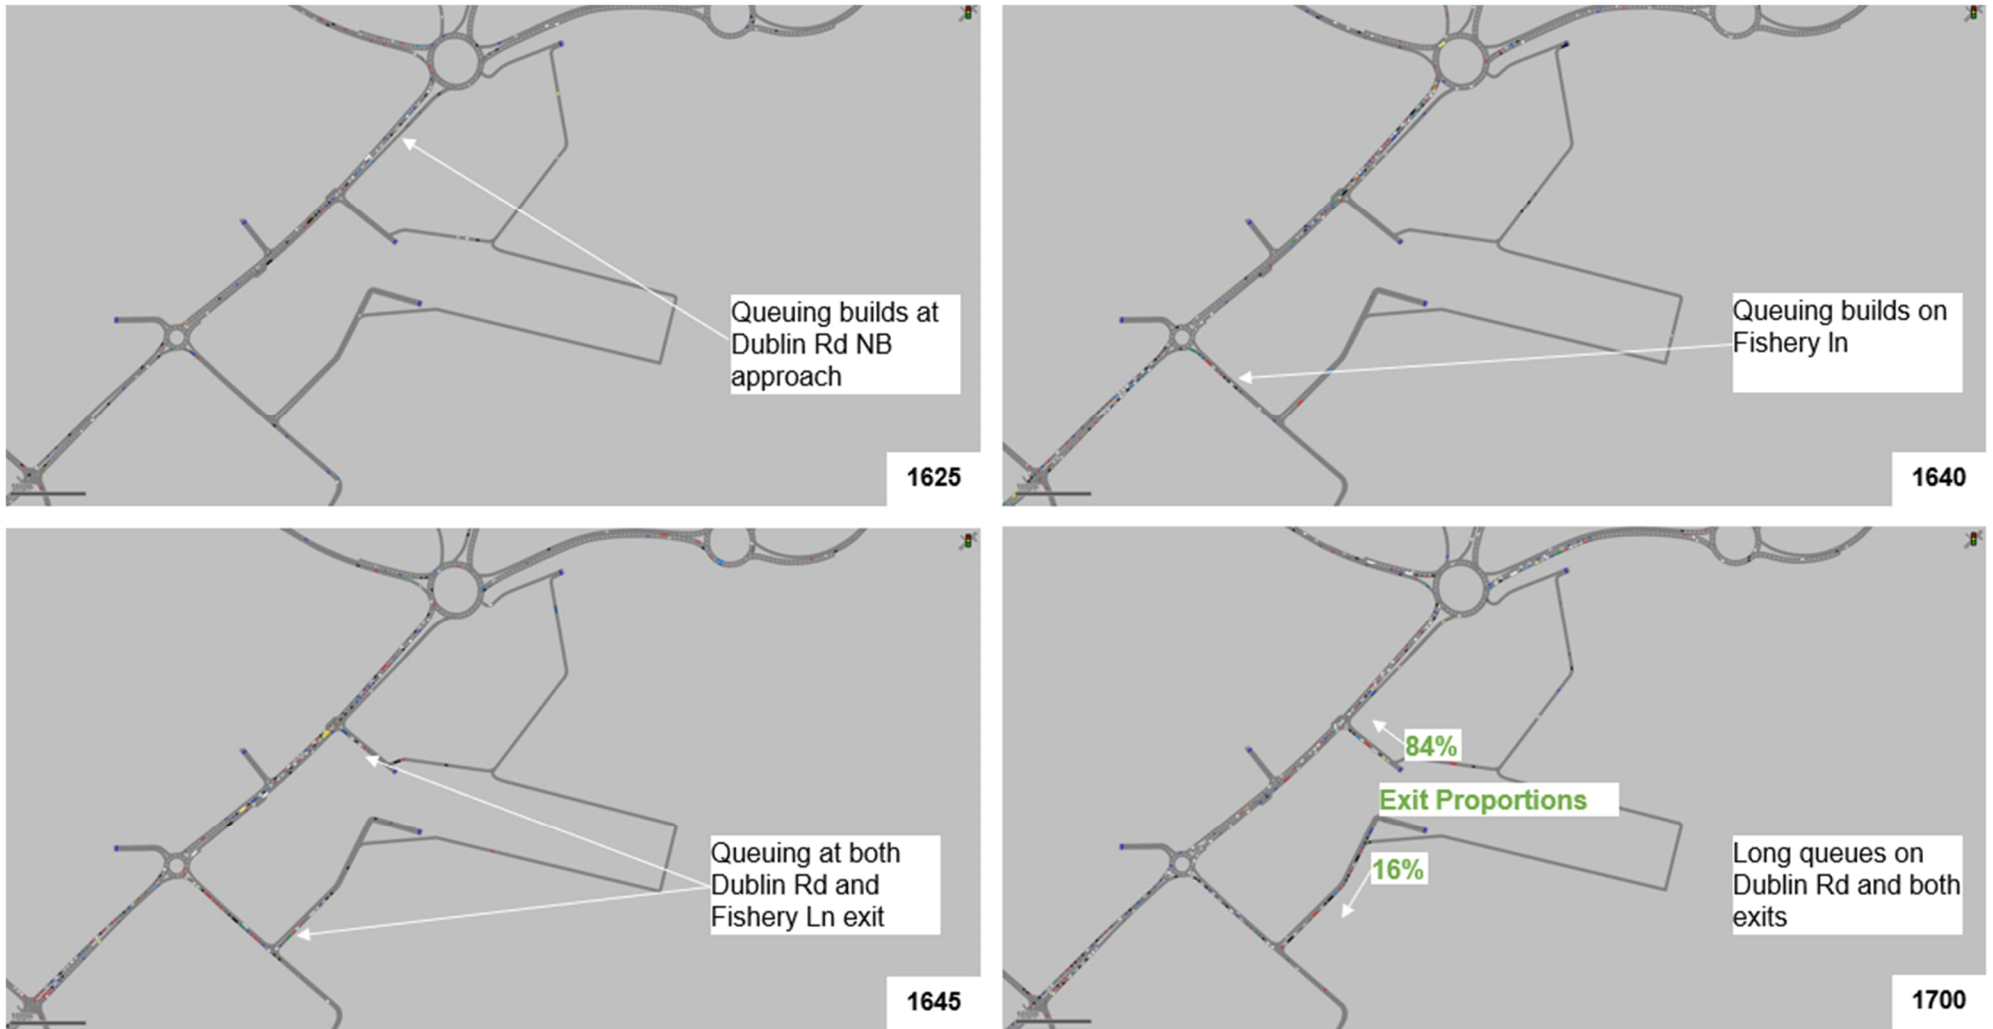 Queuing builds at
Dublin Rd NB
approach
1625
Queuing builds on
Fishery ln
1640
Queuing at both
Dublin Rd and
Fishery Ln exit
1645
84%
Exit Proportions
16%
Long queues on
Dublin Rd and both
exits
1700